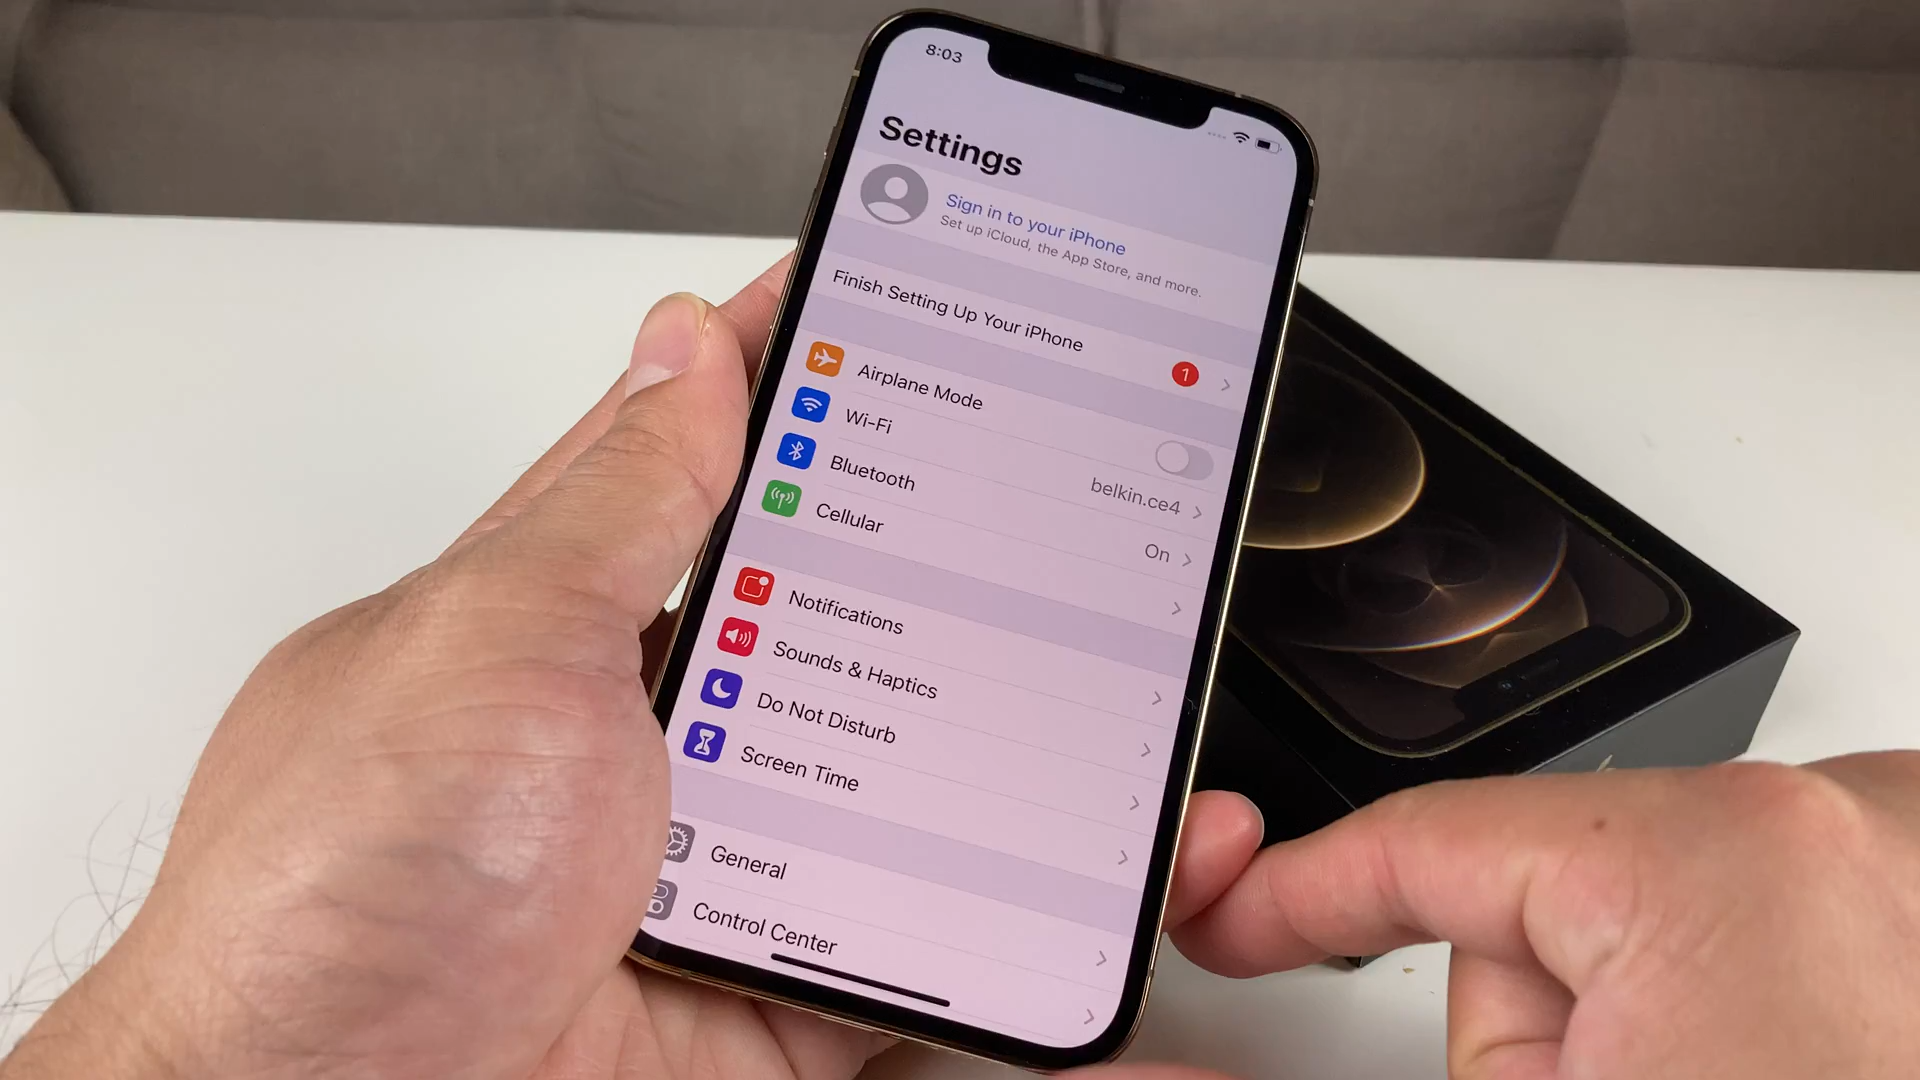 8:03
Settings
Sign in to your iPhone
Set up iCloud, the App Store, and more.
Finish Setting Up Your iPhone
1
Airplane Mode
Wi-Fi
belkin.ce4
Bluetooth
On
Cellular
Notifications
Sounds & Haptics
Do Not Disturb
Screen Time
General
Control Center